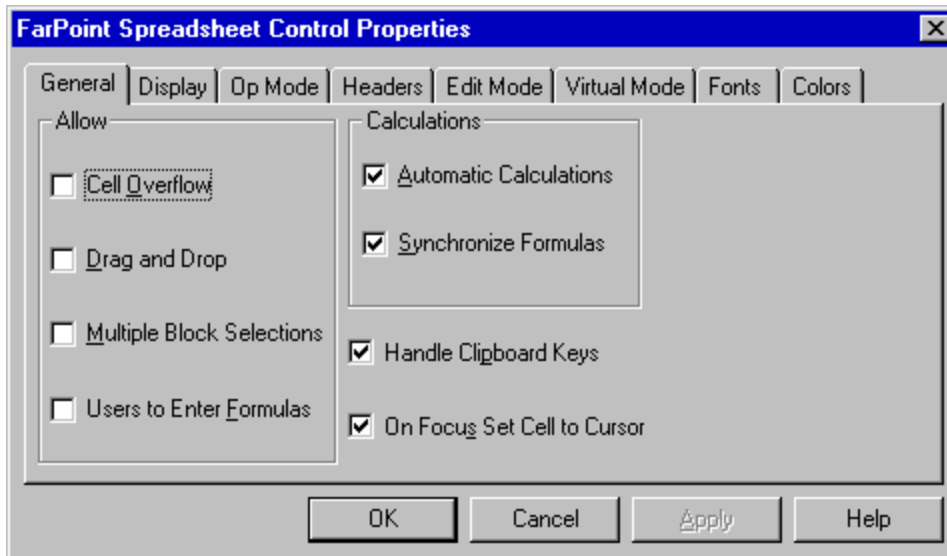 FarPoint Spreadsheet Control Properties
General Display Op Mode Headers Edit Mode Virtual Mode Fonts Colors
Allow
Cell Overflow
Drag and Drop
Multiple Block Selections
Users to Enter Formulas
Calculations
Automatic Calculations
Synchronize Formulas
Handle Clipboard Keys
On Focus Set Cell to Cursor
OK Cancel Apply Help